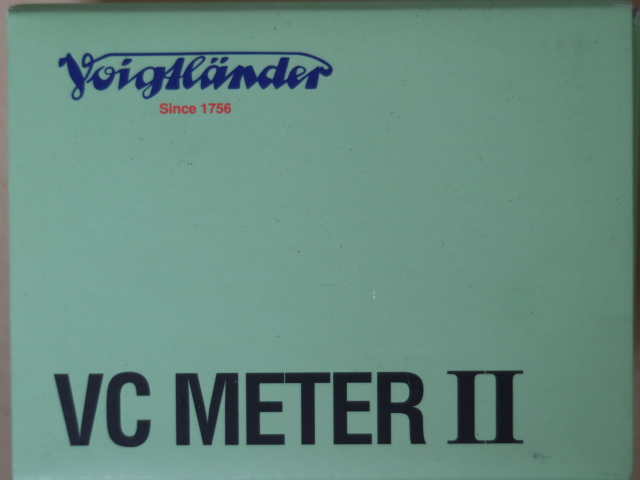 Voigtländer
Since 1756
VC METER II